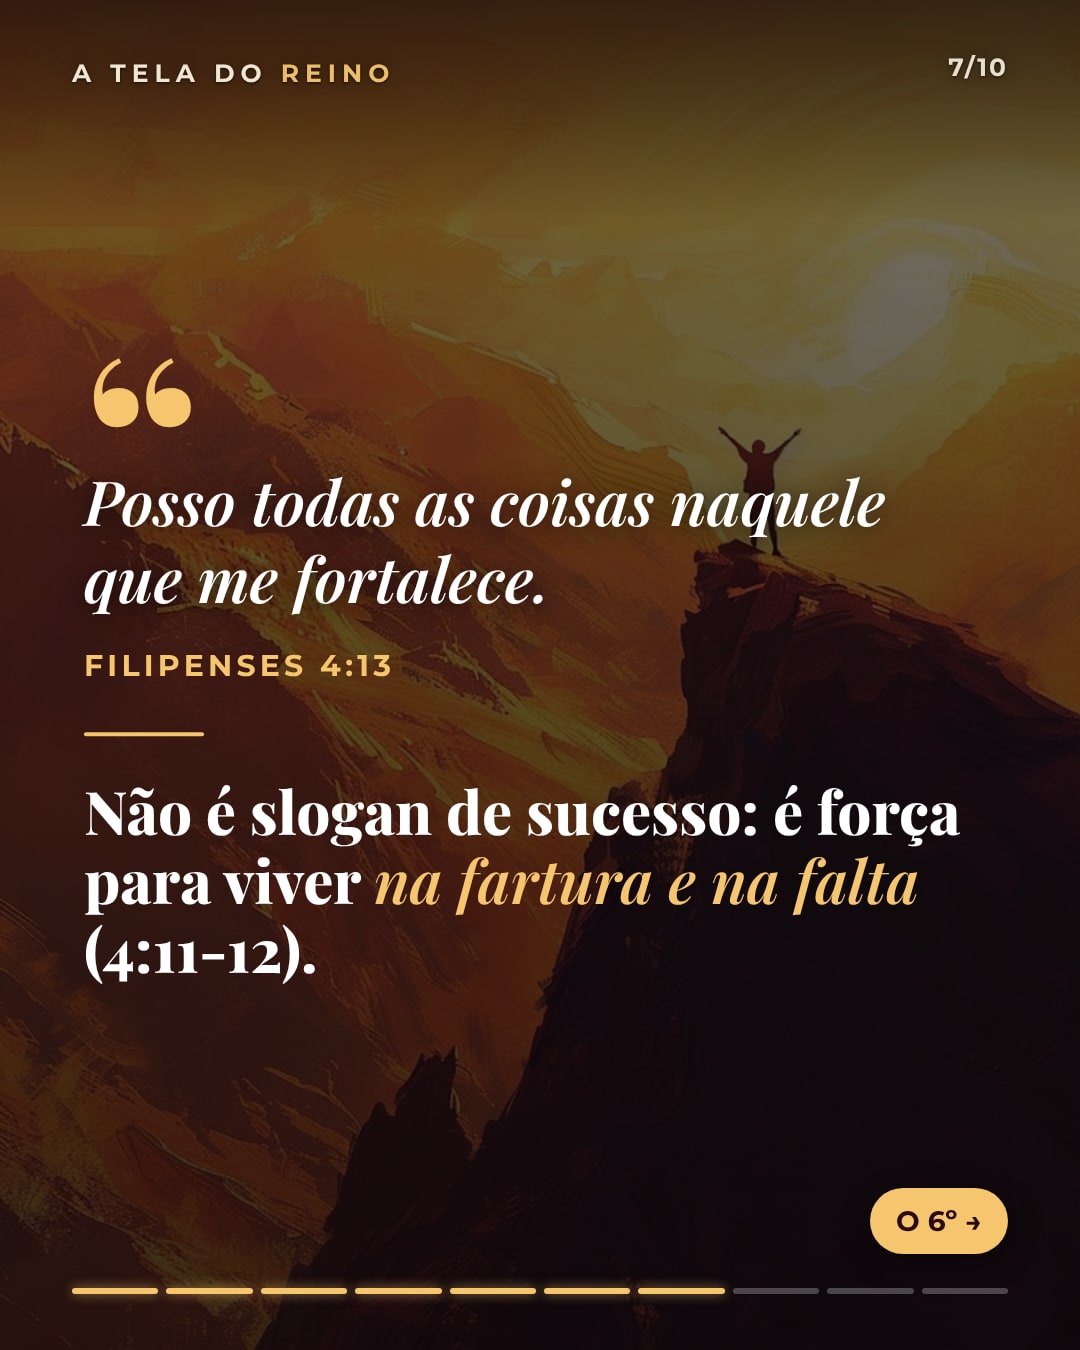 A TELA DO REINO
7/10
“
Posso todas as coisas naquele
que me fortalece.
FILIPENSES 4:13
Não é slogan de sucesso: é força
para viver na fartura e na falta
(4:11-12).
O 6º →